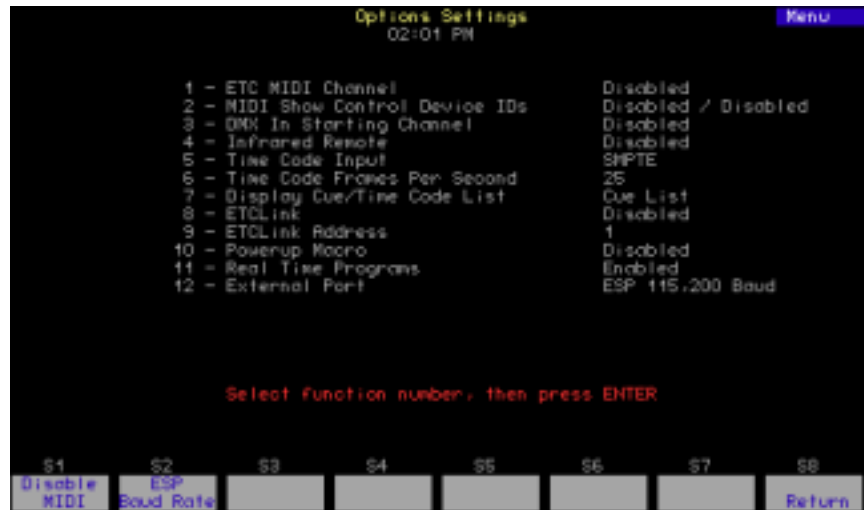 Options Settings
Menu
02:01 PM
1 - ETC MIDI Channel Disabled
2 - MIDI Show Control Device IDs Disabled / Disabled
3 - DMX In Starting Channel Disabled
4 - Infrared Remote Disabled
5 - Time Code Input SMPTE
6 - Time Code Frames Per Second 25
7 - Display Cue/Time Code List Cue List
8 - ETCLink Disabled
9 - ETCLink Address 1
10 - Powerup Macro Disabled
11 - Real Time Programs Enabled
12 - External Port ESP 115,200 Baud
Select function number, then press ENTER
S1 S2 S3 S4 S5 S6 S7 S8
Disable MIDI
ESP Baud Rate
Return